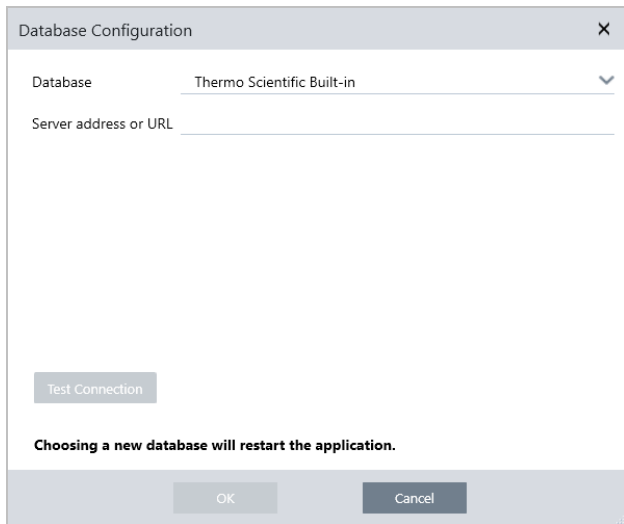 Database Configuration
Database Thermo Scientific Built-in
Server address or URL
Test Connection
Choosing a new database will restart the application.
OK Cancel